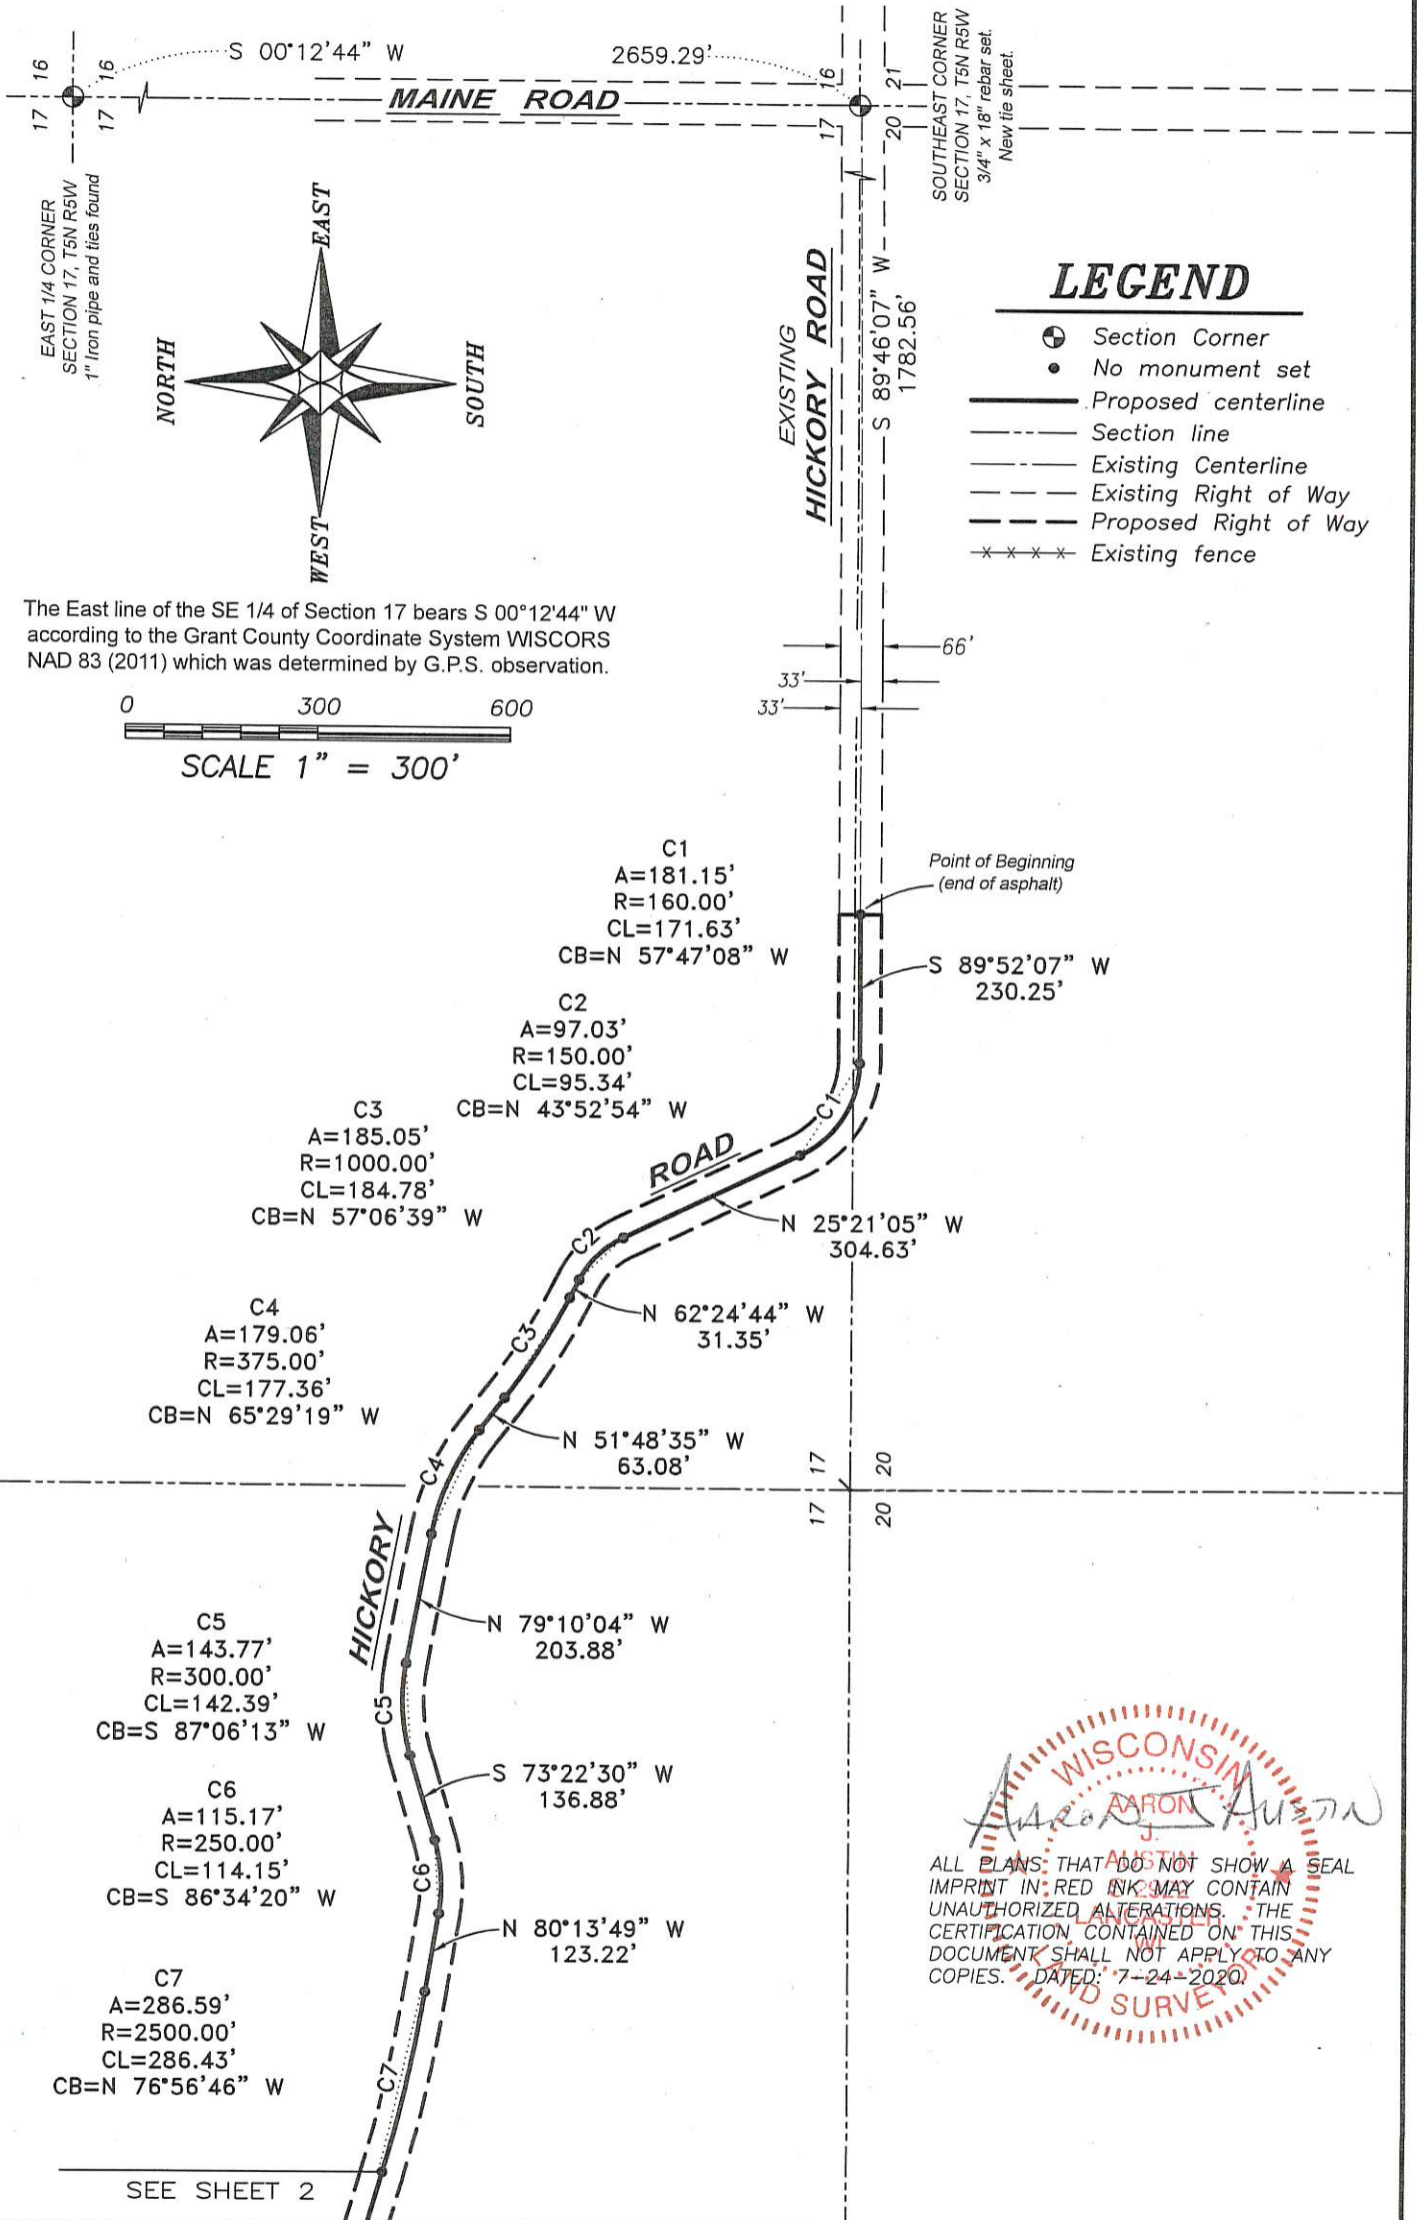 S 00°12'44" W
2659.29'
16
16
17
17
MAINE ROAD
16
21
17
20
SOUTHEAST CORNER
SECTION 17, T5N R5W
3/4" x 18" rebar set.
New tie sheet.
EAST 1/4 CORNER
SECTION 17, T5N R5W
1" Iron pipe and ties found
EAST
NORTH
SOUTH
WEST
EXISTING
HICKORY ROAD
S 89°46'07" W
1782.56'
LEGEND
Section Corner
No monument set
Proposed centerline
Section line
Existing Centerline
Existing Right of Way
Proposed Right of Way
Existing fence
The East line of the SE 1/4 of Section 17 bears S 00°12'44" W
according to the Grant County Coordinate System WISCORS
NAD 83 (2011) which was determined by G.P.S. observation.
0 300 600
SCALE 1" = 300'
66'
33'
33'
C1
A=181.15'
R=160.00'
CL=171.63'
CB=N 57°47'08" W
Point of Beginning
(end of asphalt)
S 89°52'07" W
230.25'
C2
A=97.03'
R=150.00'
CL=95.34'
CB=N 43°52'54" W
C1
C3
A=185.05'
R=1000.00'
CL=184.78'
CB=N 57°06'39" W
ROAD
N 25°21'05" W
304.63'
C2
N 62°24'44" W
31.35'
C3
C4
A=179.06'
R=375.00'
CL=177.36'
CB=N 65°29'19" W
N 51°48'35" W
63.08'
C4
17
20
17
20
HICKORY
N 79°10'04" W
203.88'
C5
A=143.77'
R=300.00'
CL=142.39'
CB=S 87°06'13" W
C5
S 73°22'30" W
136.88'
C6
A=115.17'
R=250.00'
CL=114.15'
CB=S 86°34'20" W
C6
N 80°13'49" W
123.22'
C7
A=286.59'
R=2500.00'
CL=286.43'
CB=N 76°56'46" W
C7
SEE SHEET 2
WISCONSIN
AARON
J.
AUSTIN
LANCASTER
WI
LAND SURVEYOR
AARON J AUSTIN
ALL PLANS THAT DO NOT SHOW A SEAL
IMPRINT IN RED INK MAY CONTAIN
UNAUTHORIZED ALTERATIONS. THE
CERTIFICATION CONTAINED ON THIS
DOCUMENT SHALL NOT APPLY TO ANY
COPIES. DATED: 7-24-2020.